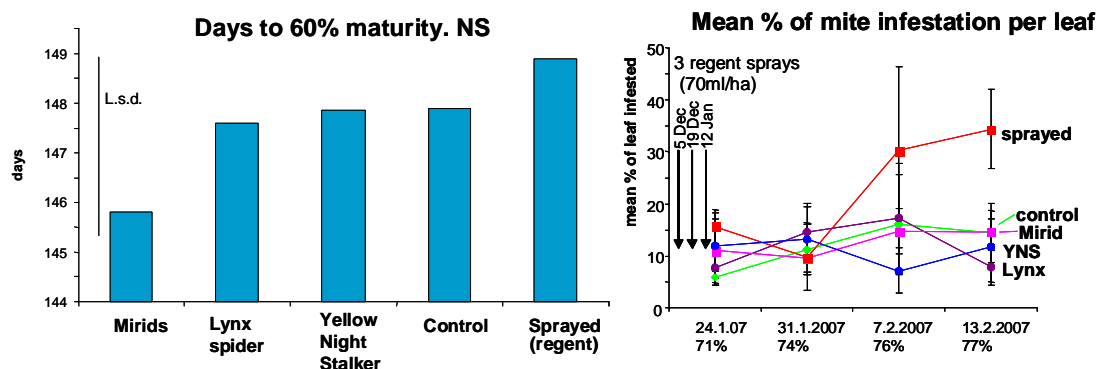 Days to 60% maturity. NS
149
148
147
146
145
144
days
L.s.d.
Mirids
Lynx
spider
Yellow
Night
Stalker
Control
Sprayed
(regent)
Mean % of mite infestation per leaf
50
40
30
20
10
0
mean % of leaf infested
3 regent sprays
(70ml/ha)
5 Dec
19 Dec
12 Jan
sprayed
control
Mirid
YNS
Lynx
24.1.07 31.1.2007 7.2.2007 13.2.2007
71% 74% 76% 77%